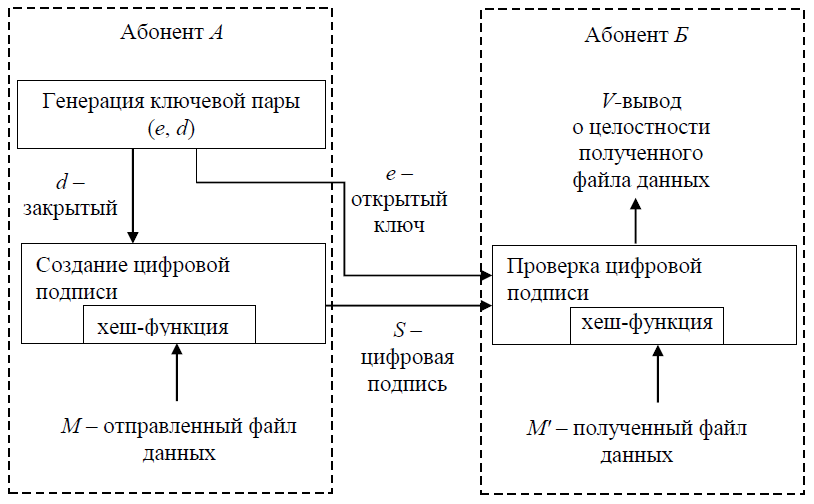 Абонент А
Генерация ключевой пары
(e, d)
d –
закрытый
Создание цифровой
подписи
хеш-функция
M – отправленный файл
данных
e –
открытый
ключ
S –
цифровая
подпись
Абонент Б
V-вывод
о целостности
полученного
файла данных
Проверка цифровой
подписи
хеш-функция
M′ – полученный файл
данных